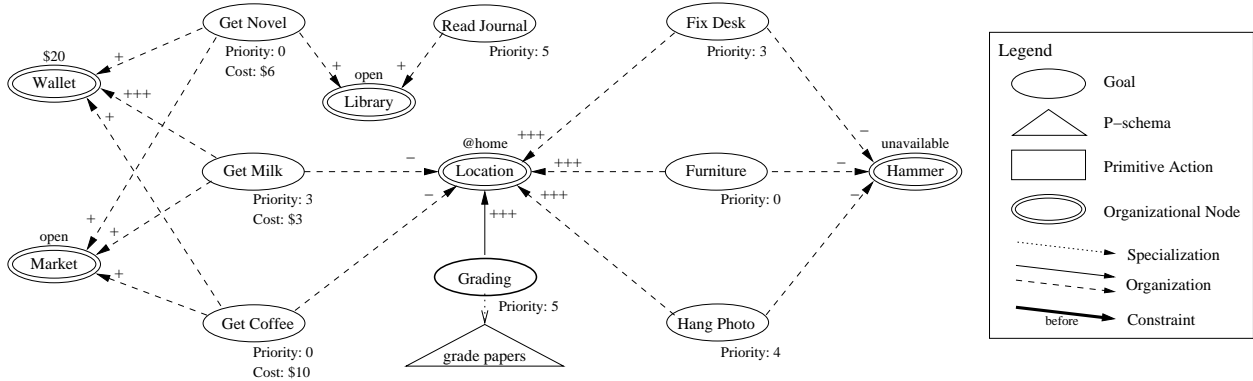 Get Novel
Priority: 0
Cost: $6
Read Journal
Priority: 5
Fix Desk
Priority: 3
$20
Wallet
+
+++
+
+
+
open
Library
Legend
Goal
P-schema
Primitive Action
Organizational Node
Specialization
Organization
before
Constraint
@home
Location
+++
+++
+++
+++
-
-
unavailable
Hammer
-
-
-
Get Milk
Priority: 3
Cost: $3
Furniture
Priority: 0
open
Market
+
+
+
Grading
Priority: 5
grade papers
Get Coffee
Priority: 0
Cost: $10
Hang Photo
Priority: 4